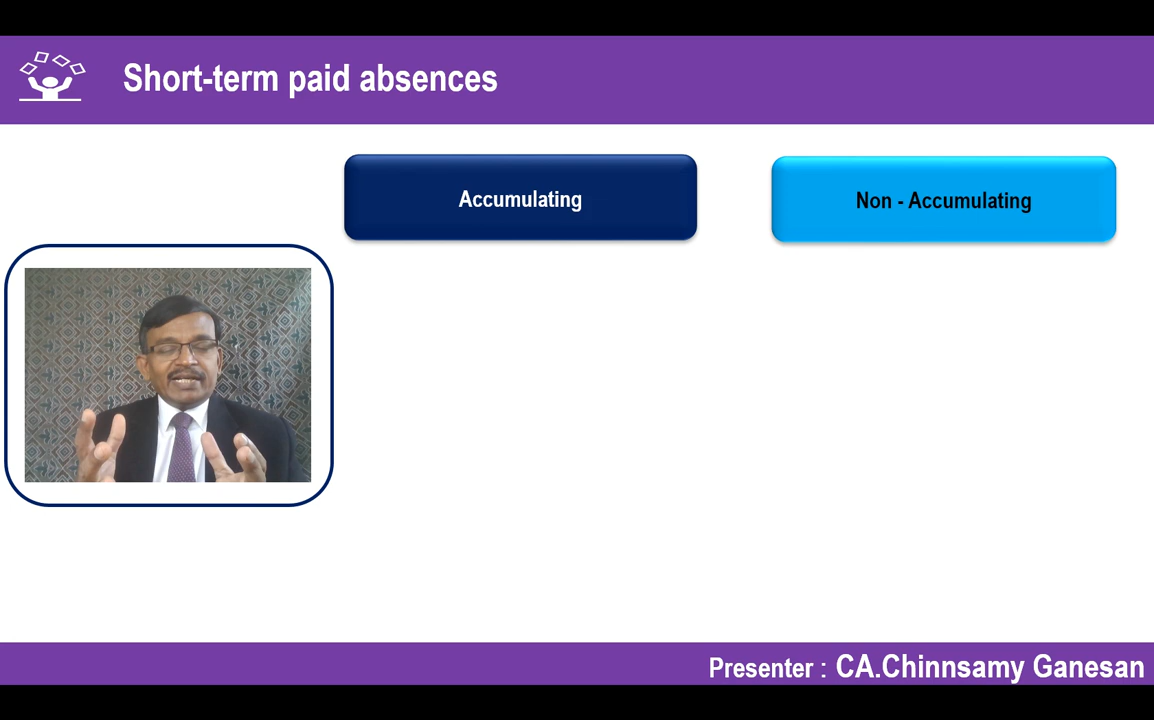 Short-term paid absences
Accumulating
Non - Accumulating
Presenter : CA.Chinnsamy Ganesan